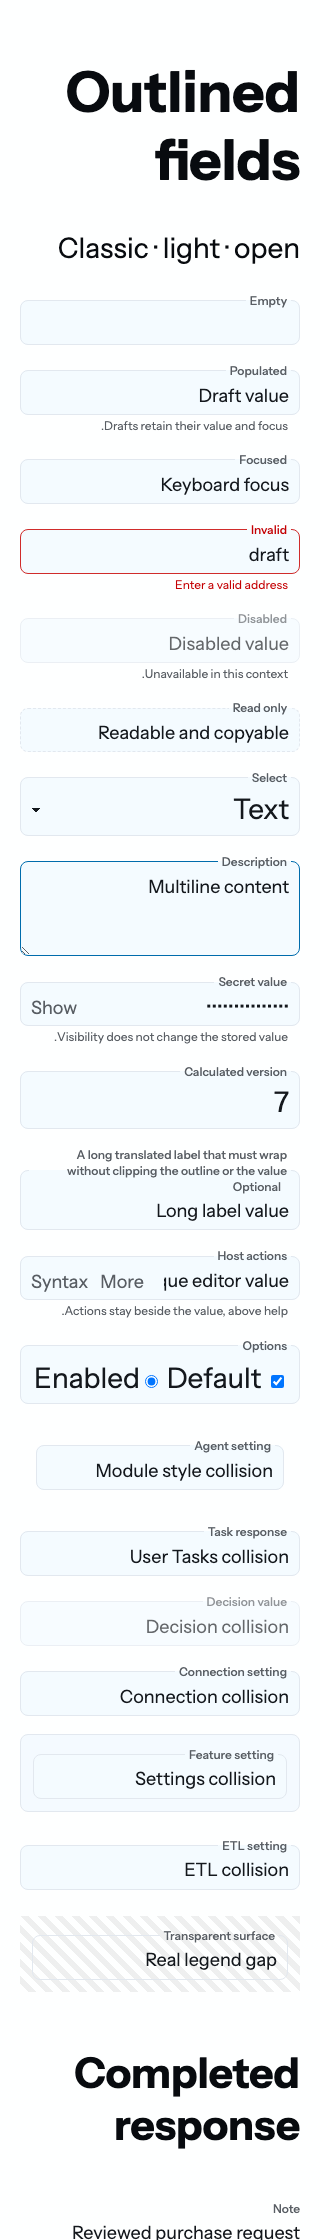 Outlined
fields
Classic · light · open
Empty
Populated
Draft value
.Drafts retain their value and focus
Focused
Keyboard focus
Invalid
draft
Enter a valid address
Disabled
Disabled value
.Unavailable in this context
Read only
Readable and copyable
Select
Text
Description
Multiline content
Secret value
Show ···············
.Visibility does not change the stored value
Calculated version
7
A long translated label that must wrap
without clipping the outline or the value
Optional
Long label value
Host actions
Syntax More que editor value
.Actions stay beside the value, above help
Options
Enabled Default
Agent setting
Module style collision
Task response
User Tasks collision
Decision value
Decision collision
Connection setting
Connection collision
Feature setting
Settings collision
ETL setting
ETL collision
Transparent surface
Real legend gap
Completed
response
Note
Reviewed purchase request